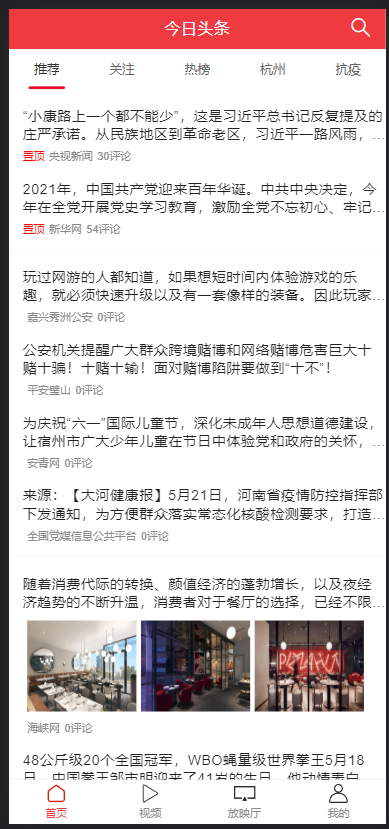 今日头条
推荐 关注 热榜 杭州 抗疫
“小康路上一个都不能少”，这是习近平总书记反复提及的
庄严承诺。从民族地区到革命老区，习近平一路风雨，...
置顶 央视新闻 30评论
2021年，中国共产党迎来百年华诞。中共中央决定，今
年在全党开展党史学习教育，激励全党不忘初心、牢记...
置顶 新华网 54评论
玩过网游的人都知道，如果想短时间内体验游戏的乐
趣，就必须快速升级以及有一套像样的装备。因此玩家...
嘉兴秀洲公安 0评论
公安机关提醒广大群众跨境赌博和网络赌博危害巨大十
赌十骗！十赌十输！面对赌博陷阱要做到“十不”！
平安璧山 0评论
为庆祝“六一”国际儿童节，深化未成年人思想道德建设，
让宿州市广大少年儿童在节日中体验党和政府的关怀，...
安青网 0评论
来源：【大河健康报】5月21日，河南省疫情防控指挥部
下发通知，为方便群众落实常态化核酸检测要求，打造...
全国党媒信息公共平台 0评论
随着消费代际的转换、颜值经济的蓬勃增长，以及夜经
济趋势的不断升温，消费者对于餐厅的选择，已经不限...
海峡网 0评论
48公斤级20个全国冠军，WBO蝇量级世界拳王5月18
日，中国拳王邹市明迎来了41岁的生日，他动情表白
首页 视频 放映厅 我的